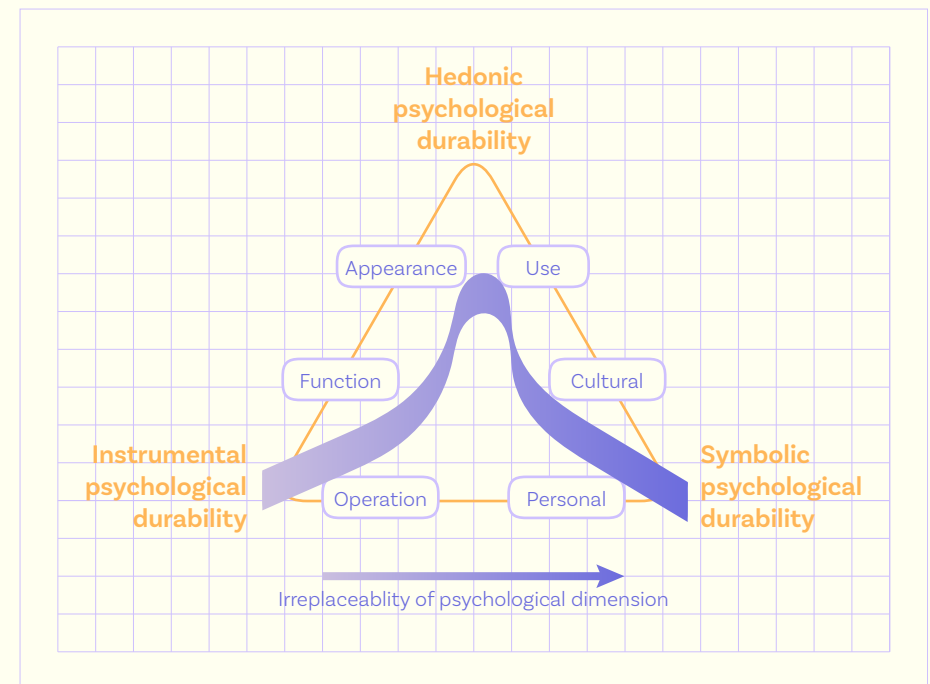 Hedonic
psychological
durability
Appearance
Use
Function
Cultural
Instrumental
psychological
durability
Symbolic
psychological
durability
Operation
Personal
Irreplaceablity of psychological dimension